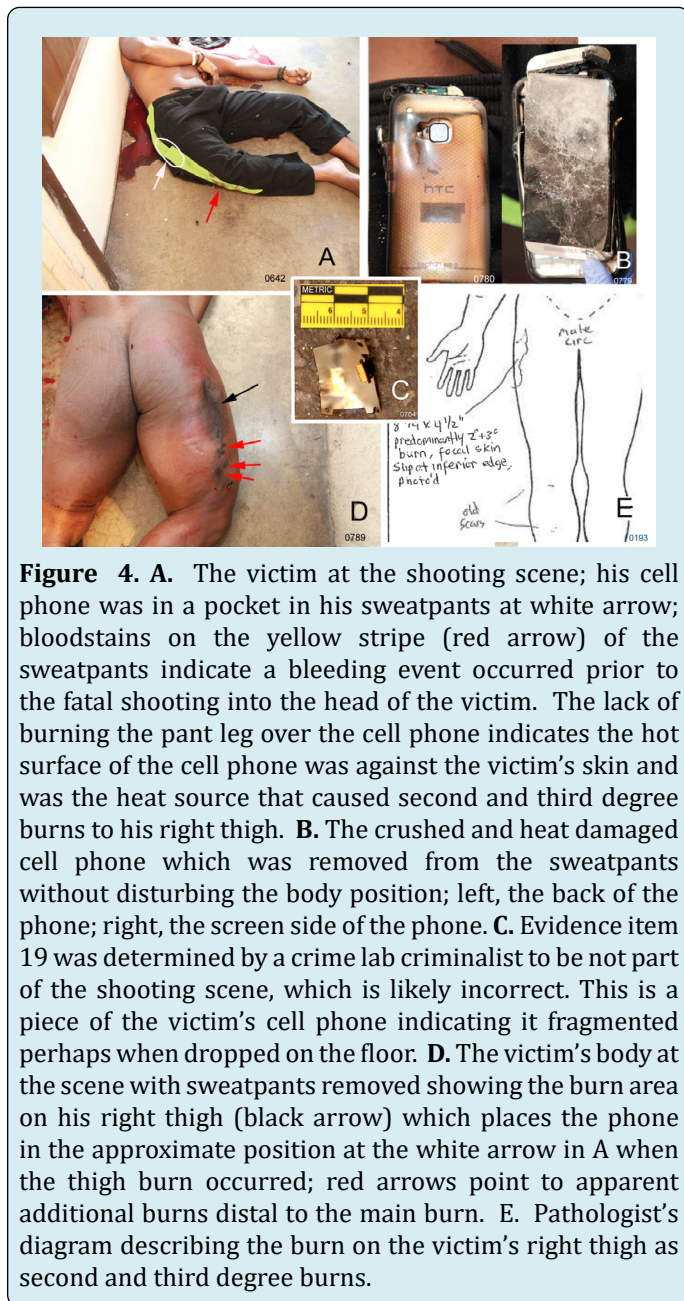 A
0642
hTC
0780
B
0779
METRIC
6 5 4
C
0704
D
0789
male
circ
4 1/2"
predominantly 2°+3°
burn, focal skin
slip at inferior edge,
photo'd
old
scars
E
0193
Figure 4. A. The victim at the shooting scene; his cell
phone was in a pocket in his sweatpants at white arrow;
bloodstains on the yellow stripe (red arrow) of the
sweatpants indicate a bleeding event occurred prior to
the fatal shooting into the head of the victim. The lack of
burning the pant leg over the cell phone indicates the hot
surface of the cell phone was against the victim's skin and
was the heat source that caused second and third degree
burns to his right thigh. B. The crushed and heat damaged
cell phone which was removed from the sweatpants
without disturbing the body position; left, the back of the
phone; right, the screen side of the phone. C. Evidence item
19 was determined by a crime lab criminalist to be not part
of the shooting scene, which is likely incorrect. This is a
piece of the victim's cell phone indicating it fragmented
perhaps when dropped on the floor. D. The victim's body at
the scene with sweatpants removed showing the burn area
on his right thigh (black arrow) which places the phone
in the approximate position at the white arrow in A when
the thigh burn occurred; red arrows point to apparent
additional burns distal to the main burn. E. Pathologist's
diagram describing the burn on the victim's right thigh as
second and third degree burns.